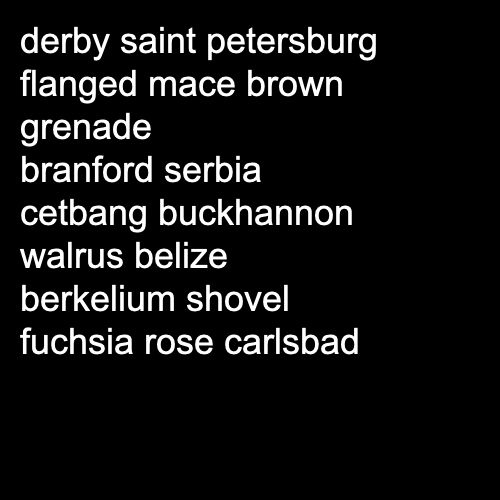 derby saint petersburg
flanged mace brown
grenade
branford serbia
cetbang buckhannon
walrus belize
berkelium shovel
fuchsia rose carlsbad